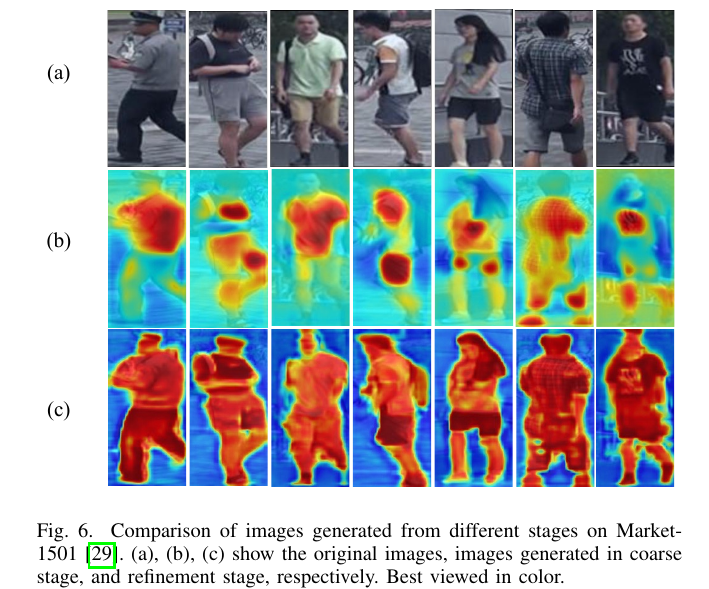 (a)
(b)
(c)
Fig. 6. Comparison of images generated from different stages on Market-
1501 [29]. (a), (b), (c) show the original images, images generated in coarse
stage, and refinement stage, respectively. Best viewed in color.